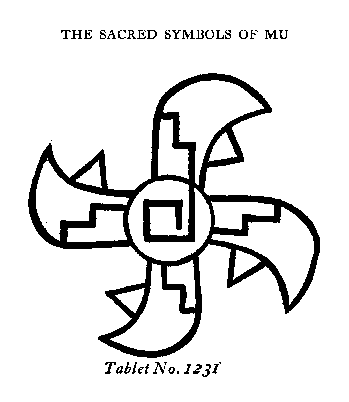 THE SACRED SYMBOLS OF MU
Tablet No. 1231